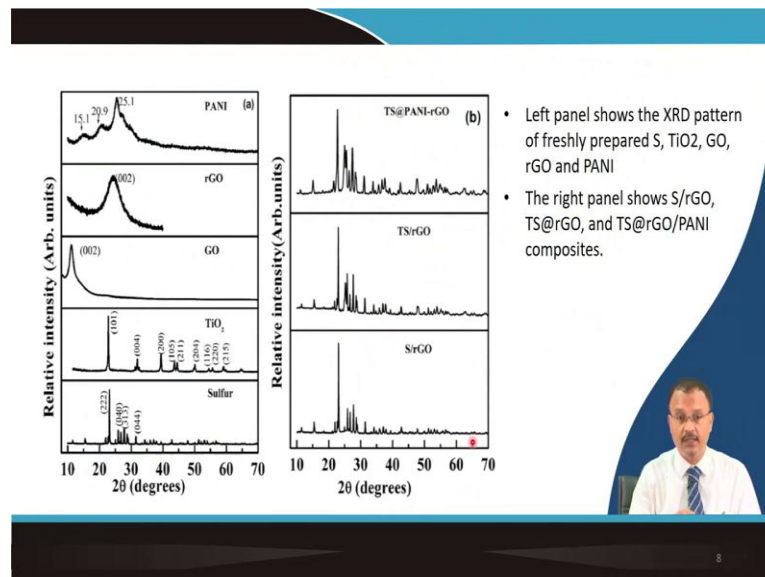 25.1
20.9
15.1
PANI
(a)
(002)
rGO
(002)
GO
(101)
(004)
(200)
(105)
(211)
(204)
(116)
(220)
(215)
TiO2
(222)
(040)
(313)
(044)
Sulfur
Relative intensity (Arb. units)
10 20 30 40 50 60 70
2θ (degrees)
TS@PANI-rGO
(b)
TS/rGO
S/rGO
Relative intensity(Arb. units)
10 20 30 40 50 60 70
2θ (degrees)
• Left panel shows the XRD pattern
of freshly prepared S, TiO2, GO,
rGO and PANI
• The right panel shows S/rGO,
TS@rGO, and TS@rGO/PANI
composites.
8